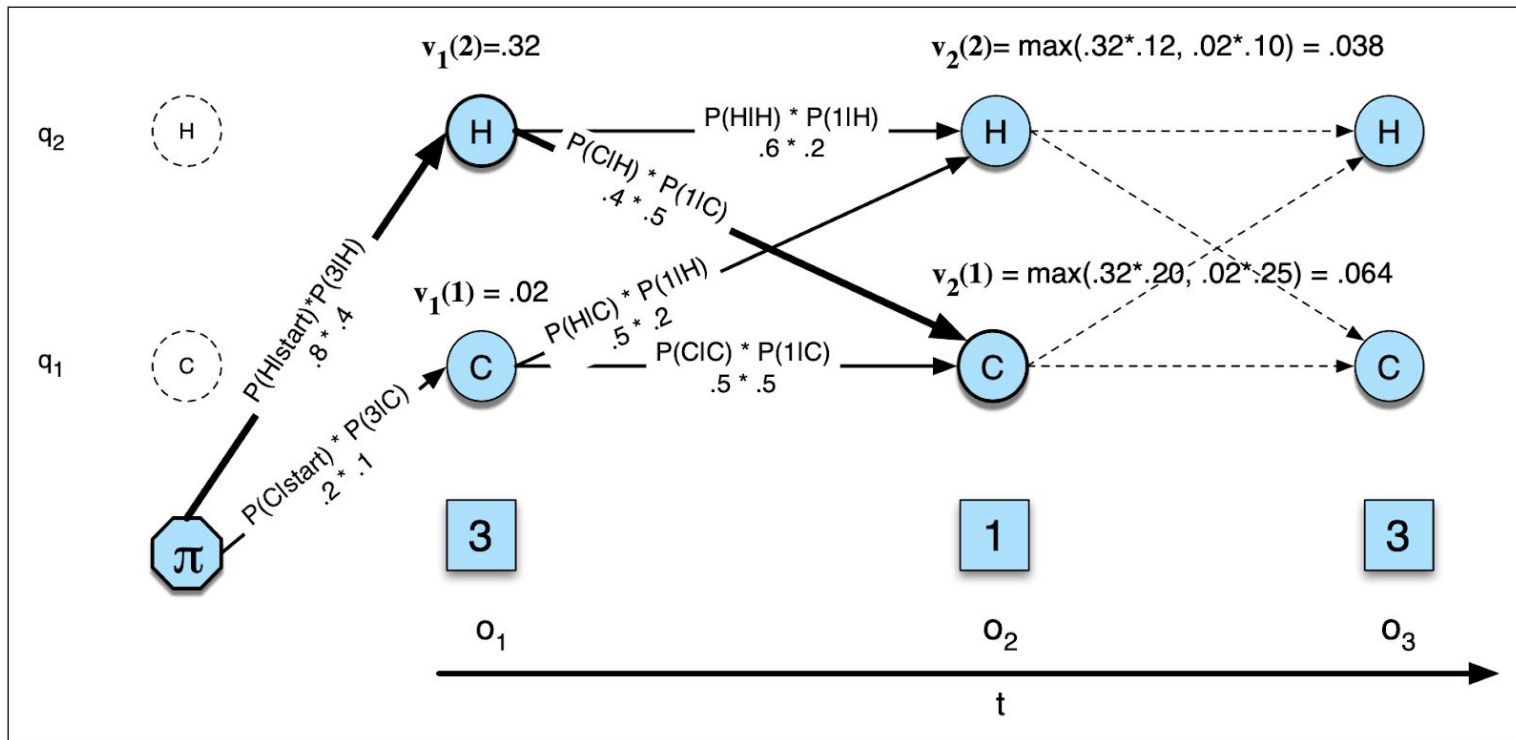 v₁(2)=.32
v₂(2)= max(.32*.12, .02*.10) = .038
q₂
H
H
P(H|H) * P(1|H)
.6 * .2
H
H
P(C|H) * P(1|C)
.4 * .5
P(H|start)*P(3|H)
.8 * .4
v₁(1) = .02
P(H|C) * P(1|H)
.5 * .2
v₂(1) = max(.32*.20, .02*.25) = .064
q₁
C
C
P(C|C) * P(1|C)
.5 * .5
C
C
P(C|start) * P(3|C)
.2 * .1
π
3
1
3
o₁
o₂
o₃
t